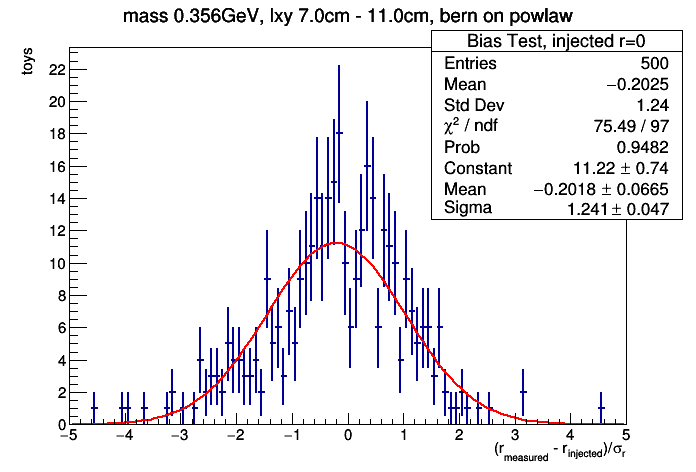 mass 0.356GeV, lxy 7.0cm - 11.0cm, bern on powlaw
Bias Test, injected r=0
Entries 500
Mean −0.2025
Std Dev 1.24
χ² / ndf 75.49 / 97
Prob 0.9482
Constant 11.22 ± 0.74
Mean −0.2018 ± 0.0665
Sigma 1.241 ± 0.047
toys
22
20
18
16
14
12
10
8
6
4
2
0
−5 −4 −3 −2 −1 0 1 2 3 4 5
(r_measured - r_injected)/σ_r